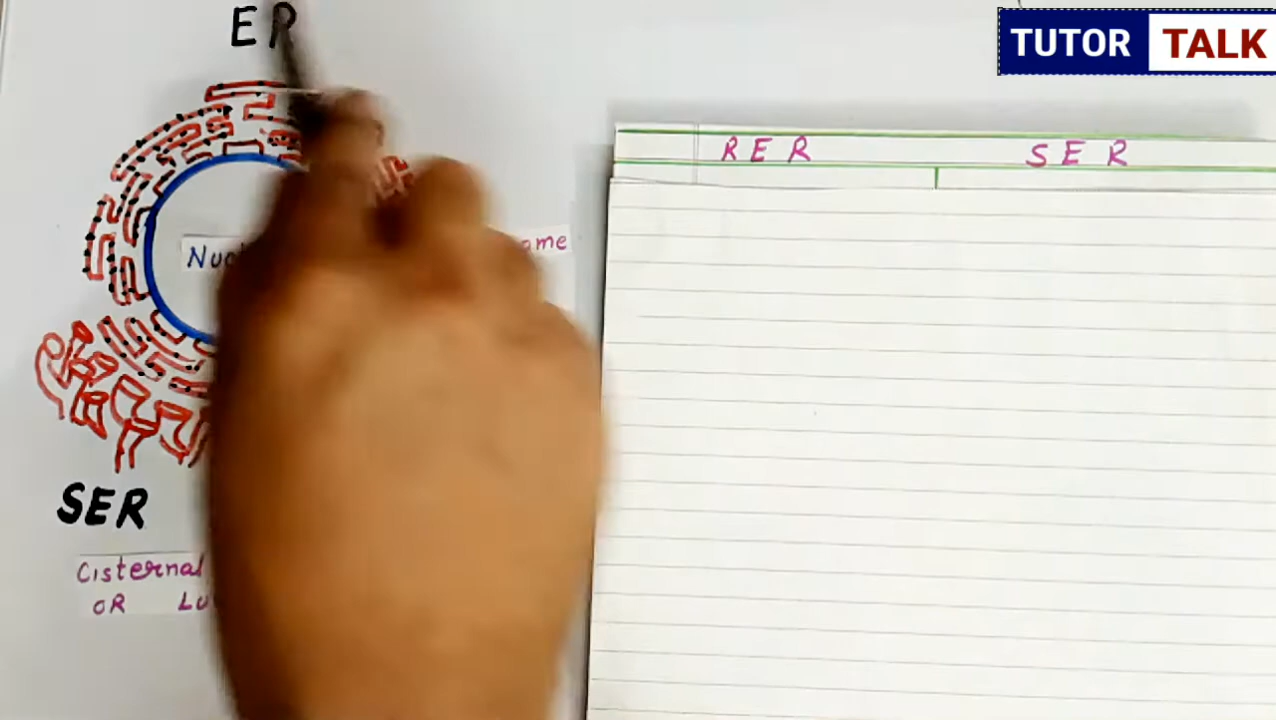 ER
TUTOR TALK
RER SER
SER
Cisternal
OR